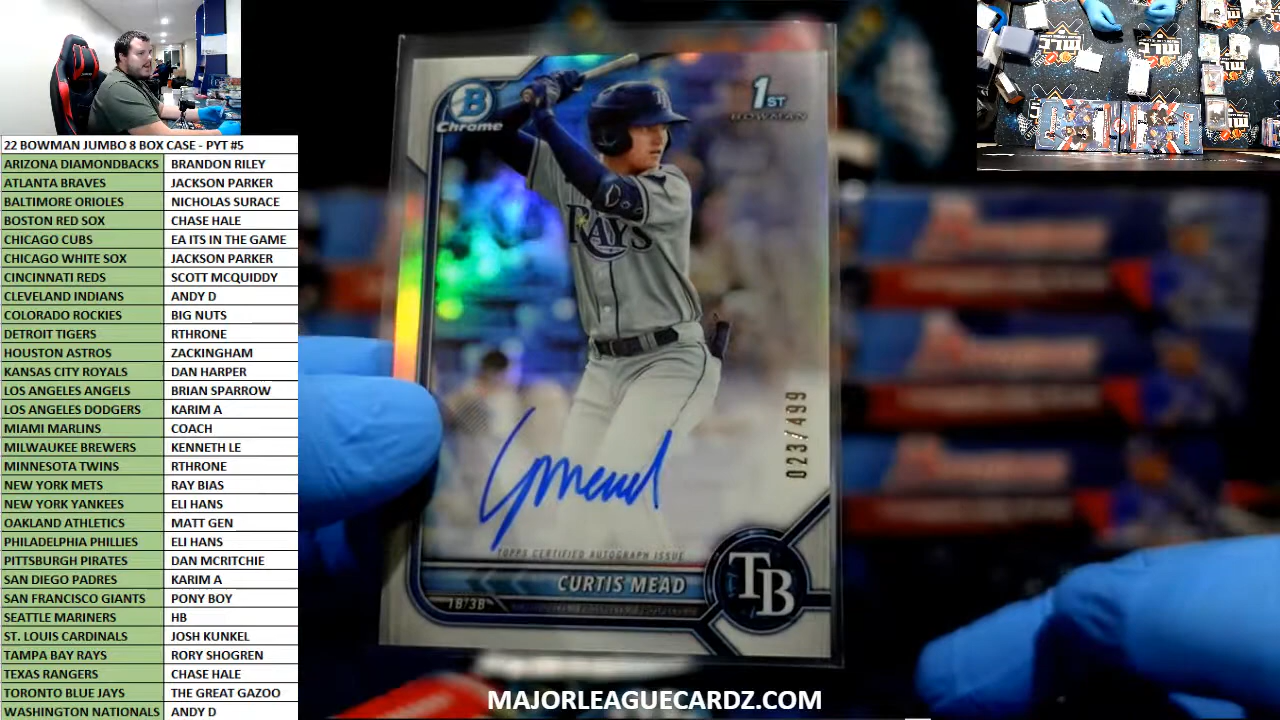 22 BOWMAN JUMBO 8 BOX CASE - PYT #5
ARIZONA DIAMONDBACKS BRANDON RILEY
ATLANTA BRAVES JACKSON PARKER
BALTIMORE ORIOLES NICHOLAS SURACE
BOSTON RED SOX CHASE HALE
CHICAGO CUBS EA ITS IN THE GAME
CHICAGO WHITE SOX JACKSON PARKER
CINCINNATI REDS SCOTT MCQUIDDY
CLEVELAND INDIANS ANDY D
COLORADO ROCKIES BIG NUTS
DETROIT TIGERS RTHRONE
HOUSTON ASTROS ZACKINGHAM
KANSAS CITY ROYALS DAN HARPER
LOS ANGELES ANGELS BRIAN SPARROW
LOS ANGELES DODGERS KARIM A
MIAMI MARLINS COACH
MILWAUKEE BREWERS KENNETH LE
MINNESOTA TWINS RTHRONE
NEW YORK METS RAY BIAS
NEW YORK YANKEES ELI HANS
OAKLAND ATHLETICS MATT GEN
PHILADELPHIA PHILLIES ELI HANS
PITTSBURGH PIRATES DAN MCRITCHIE
SAN DIEGO PADRES KARIM A
SAN FRANCISCO GIANTS PONY BOY
SEATTLE MARINERS HB
ST. LOUIS CARDINALS JOSH KUNKEL
TAMPA BAY RAYS RORY SHOGREN
TEXAS RANGERS CHASE HALE
TORONTO BLUE JAYS THE GREAT GAZOO
WASHINGTON NATIONALS ANDY D
B
Chrome
1ST
BOWMAN
RAYS
023/499
CMead
TOPPS CERTIFIED AUTOGRAPH ISSUE
CURTIS MEAD
1B/3B
TB
MAJORLEAGUECARDZ.COM